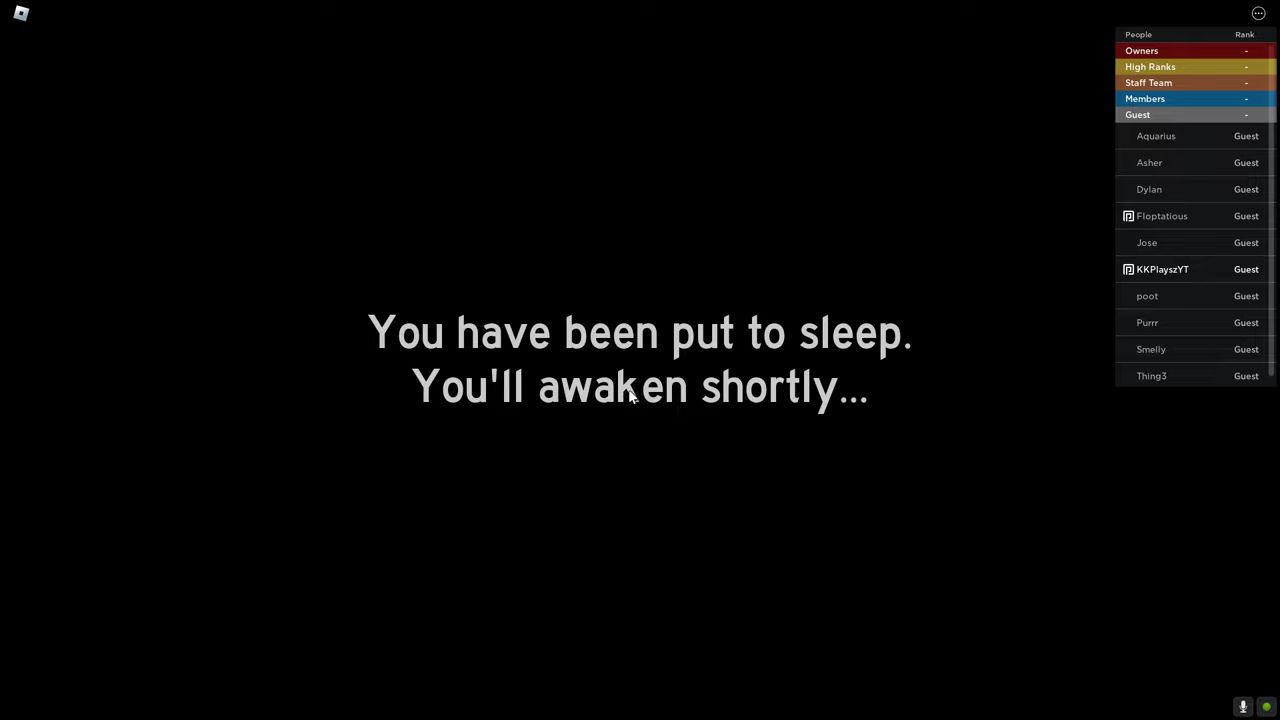 People Rank
Owners -
High Ranks -
Staff Team -
Members -
Guest -
Aquarius Guest
Asher Guest
Dylan Guest
Floptatious Guest
Jose Guest
KKPlayszYT Guest
poot Guest
Purrr Guest
Smelly Guest
Thing3 Guest
You have been put to sleep.
You'll awaken shortly...